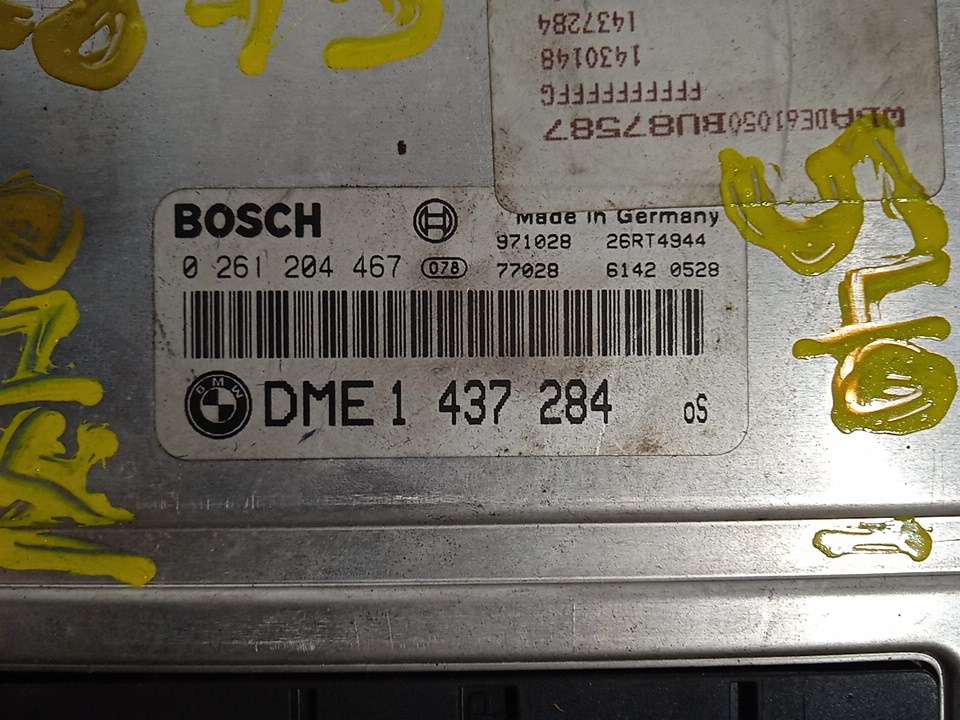 WBADE61050BU87587
1430148
1437284
BOSCH
Made in Germany
971028 26RT4944
0 261 204 467 078 77028 6142 0528
BMW DME 1 437 284 oS